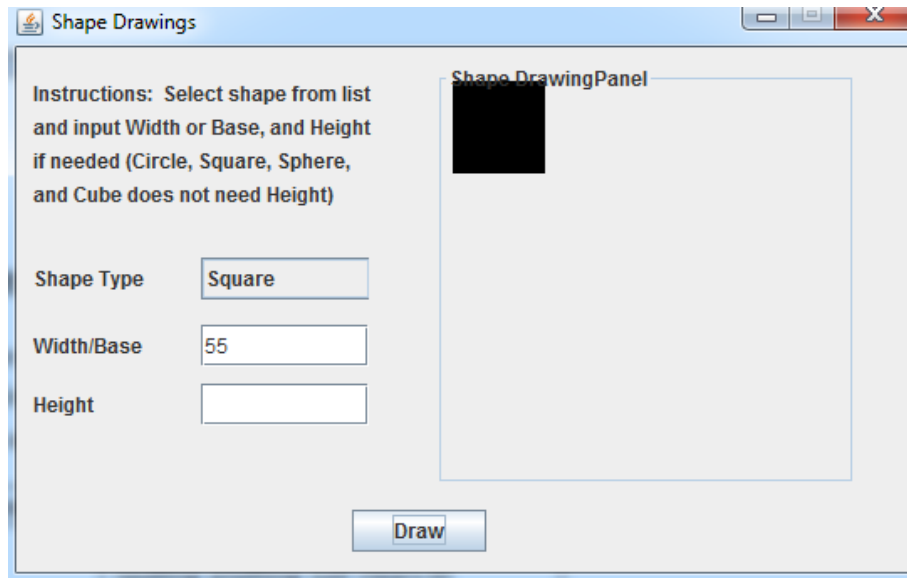 Shape Drawings
Instructions: Select shape from list
and input Width or Base, and Height
if needed (Circle, Square, Sphere,
and Cube does not need Height)
Shape Type
Square
Width/Base
55
Height
Shape DrawingPanel
Draw